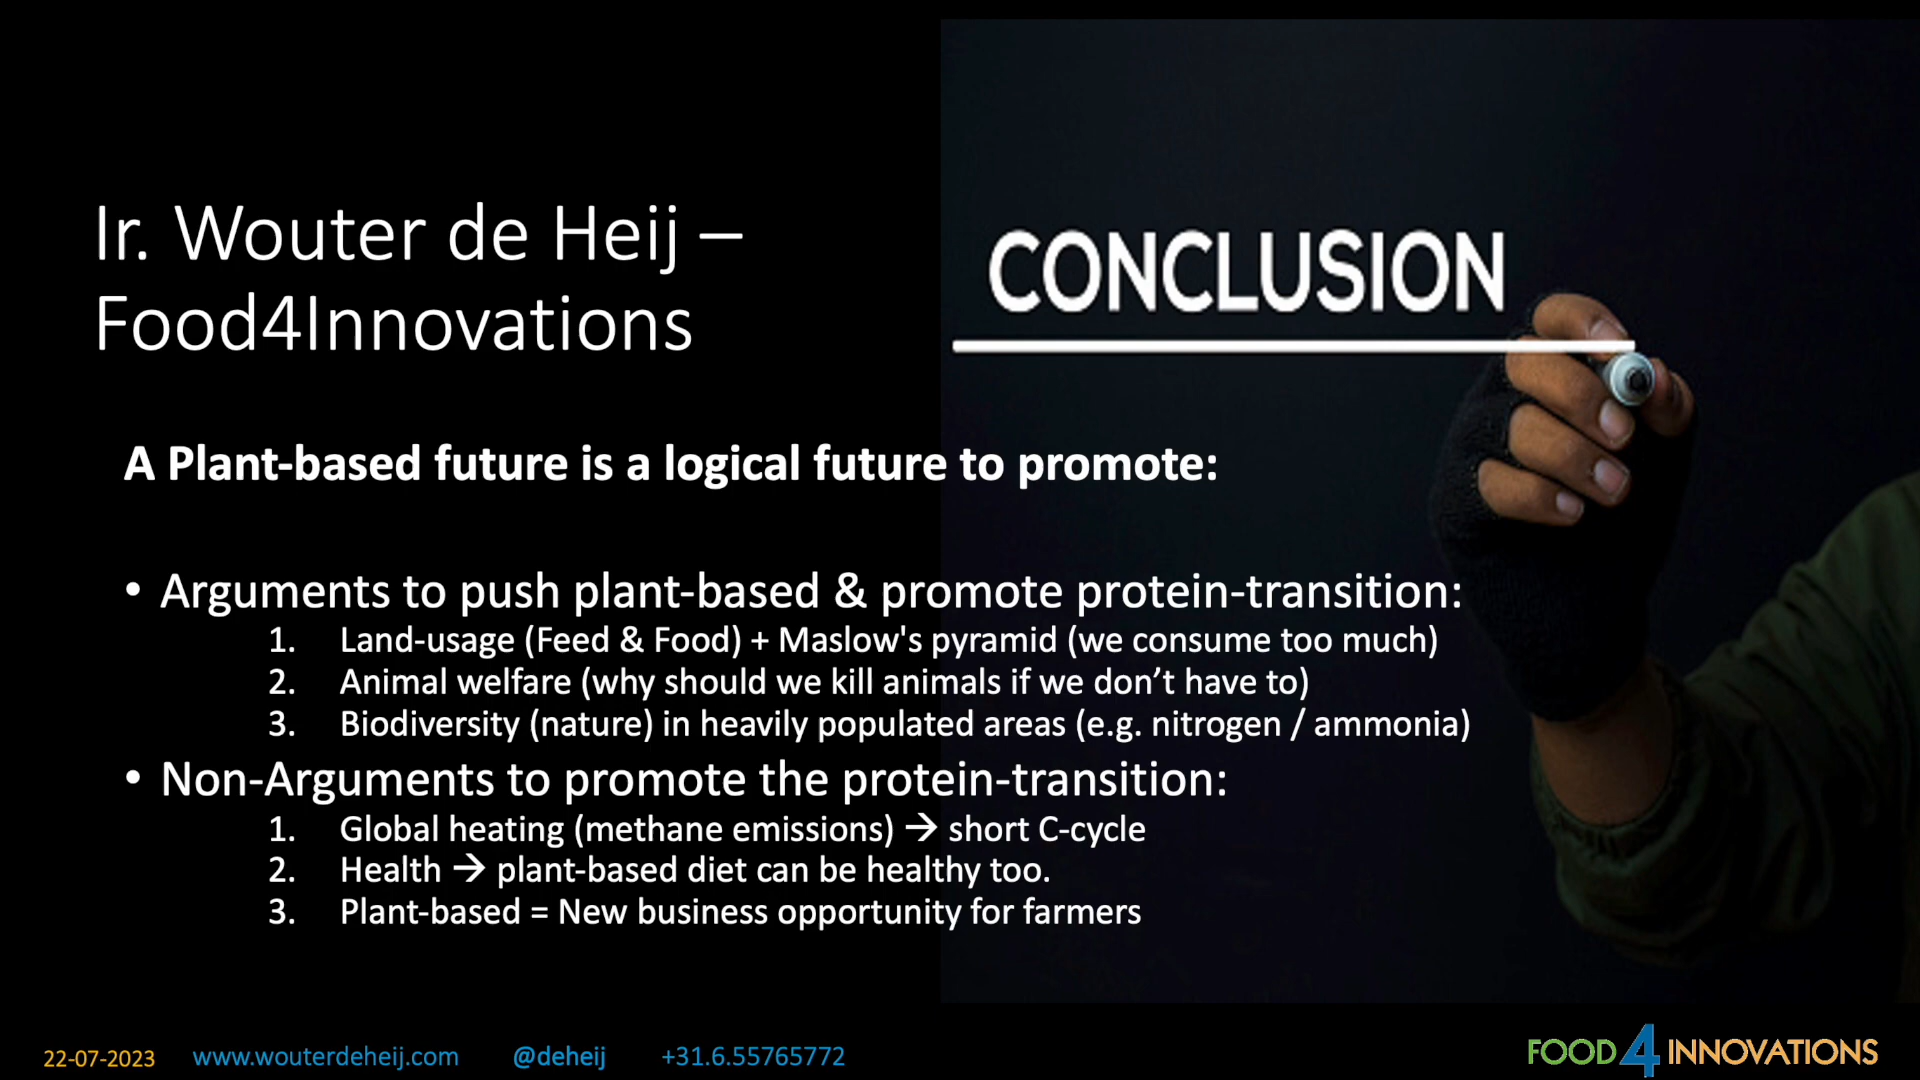 Ir. Wouter de Heij –
Food4Innovations
CONCLUSION
A Plant-based future is a logical future to promote:
• Arguments to push plant-based & promote protein-transition:
1. Land-usage (Feed & Food) + Maslow's pyramid (we consume too much)
2. Animal welfare (why should we kill animals if we don’t have to)
3. Biodiversity (nature) in heavily populated areas (e.g. nitrogen / ammonia)
• Non-Arguments to promote the protein-transition:
1. Global heating (methane emissions) → short C-cycle
2. Health → plant-based diet can be healthy too.
3. Plant-based = New business opportunity for farmers
22-07-2023 www.wouterdeheij.com @deheij +31.6.55765772
FOOD 4 INNOVATIONS